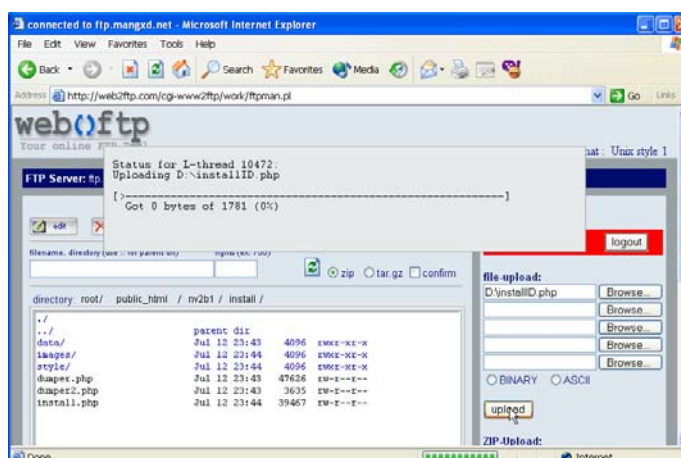 connected to ftp.mangxd.net - Microsoft Internet Explorer
File Edit View Favorites Tools Help
Back Search Favorites Media
Address http://web2ftp.com/cgi-www2ftp/work/ftpman.pl Go Links
web()ftp
Your online
Unix style 1
FTP Server: ftp.
Status for L-thread 10472:
Uploading D:\installID.php
[>-----------------------------------------------------------]
Got 0 bytes of 1781 (0%)
edit
logout
filename, diredory
zip tar.gz confirm
directory: root/ public_html / nv2b1 / install /
./
../ parent dir
data/ Jul 12 23:43 4096 rwxr-xr-x
images/ Jul 12 23:44 4096 rwxr-xr-x
style/ Jul 12 23:44 4096 rwxr-xr-x
dumper.php Jul 12 23:43 47626 rw-r--r--
dumper2.php Jul 12 23:43 3635 rw-r--r--
install.php Jul 12 23:44 39467 rw-r--r--
file-upload:
D:\installID.php Browse...
Browse...
Browse...
Browse...
Browse...
BINARY ASCII
upload
ZIP-Upload:
Done Internet